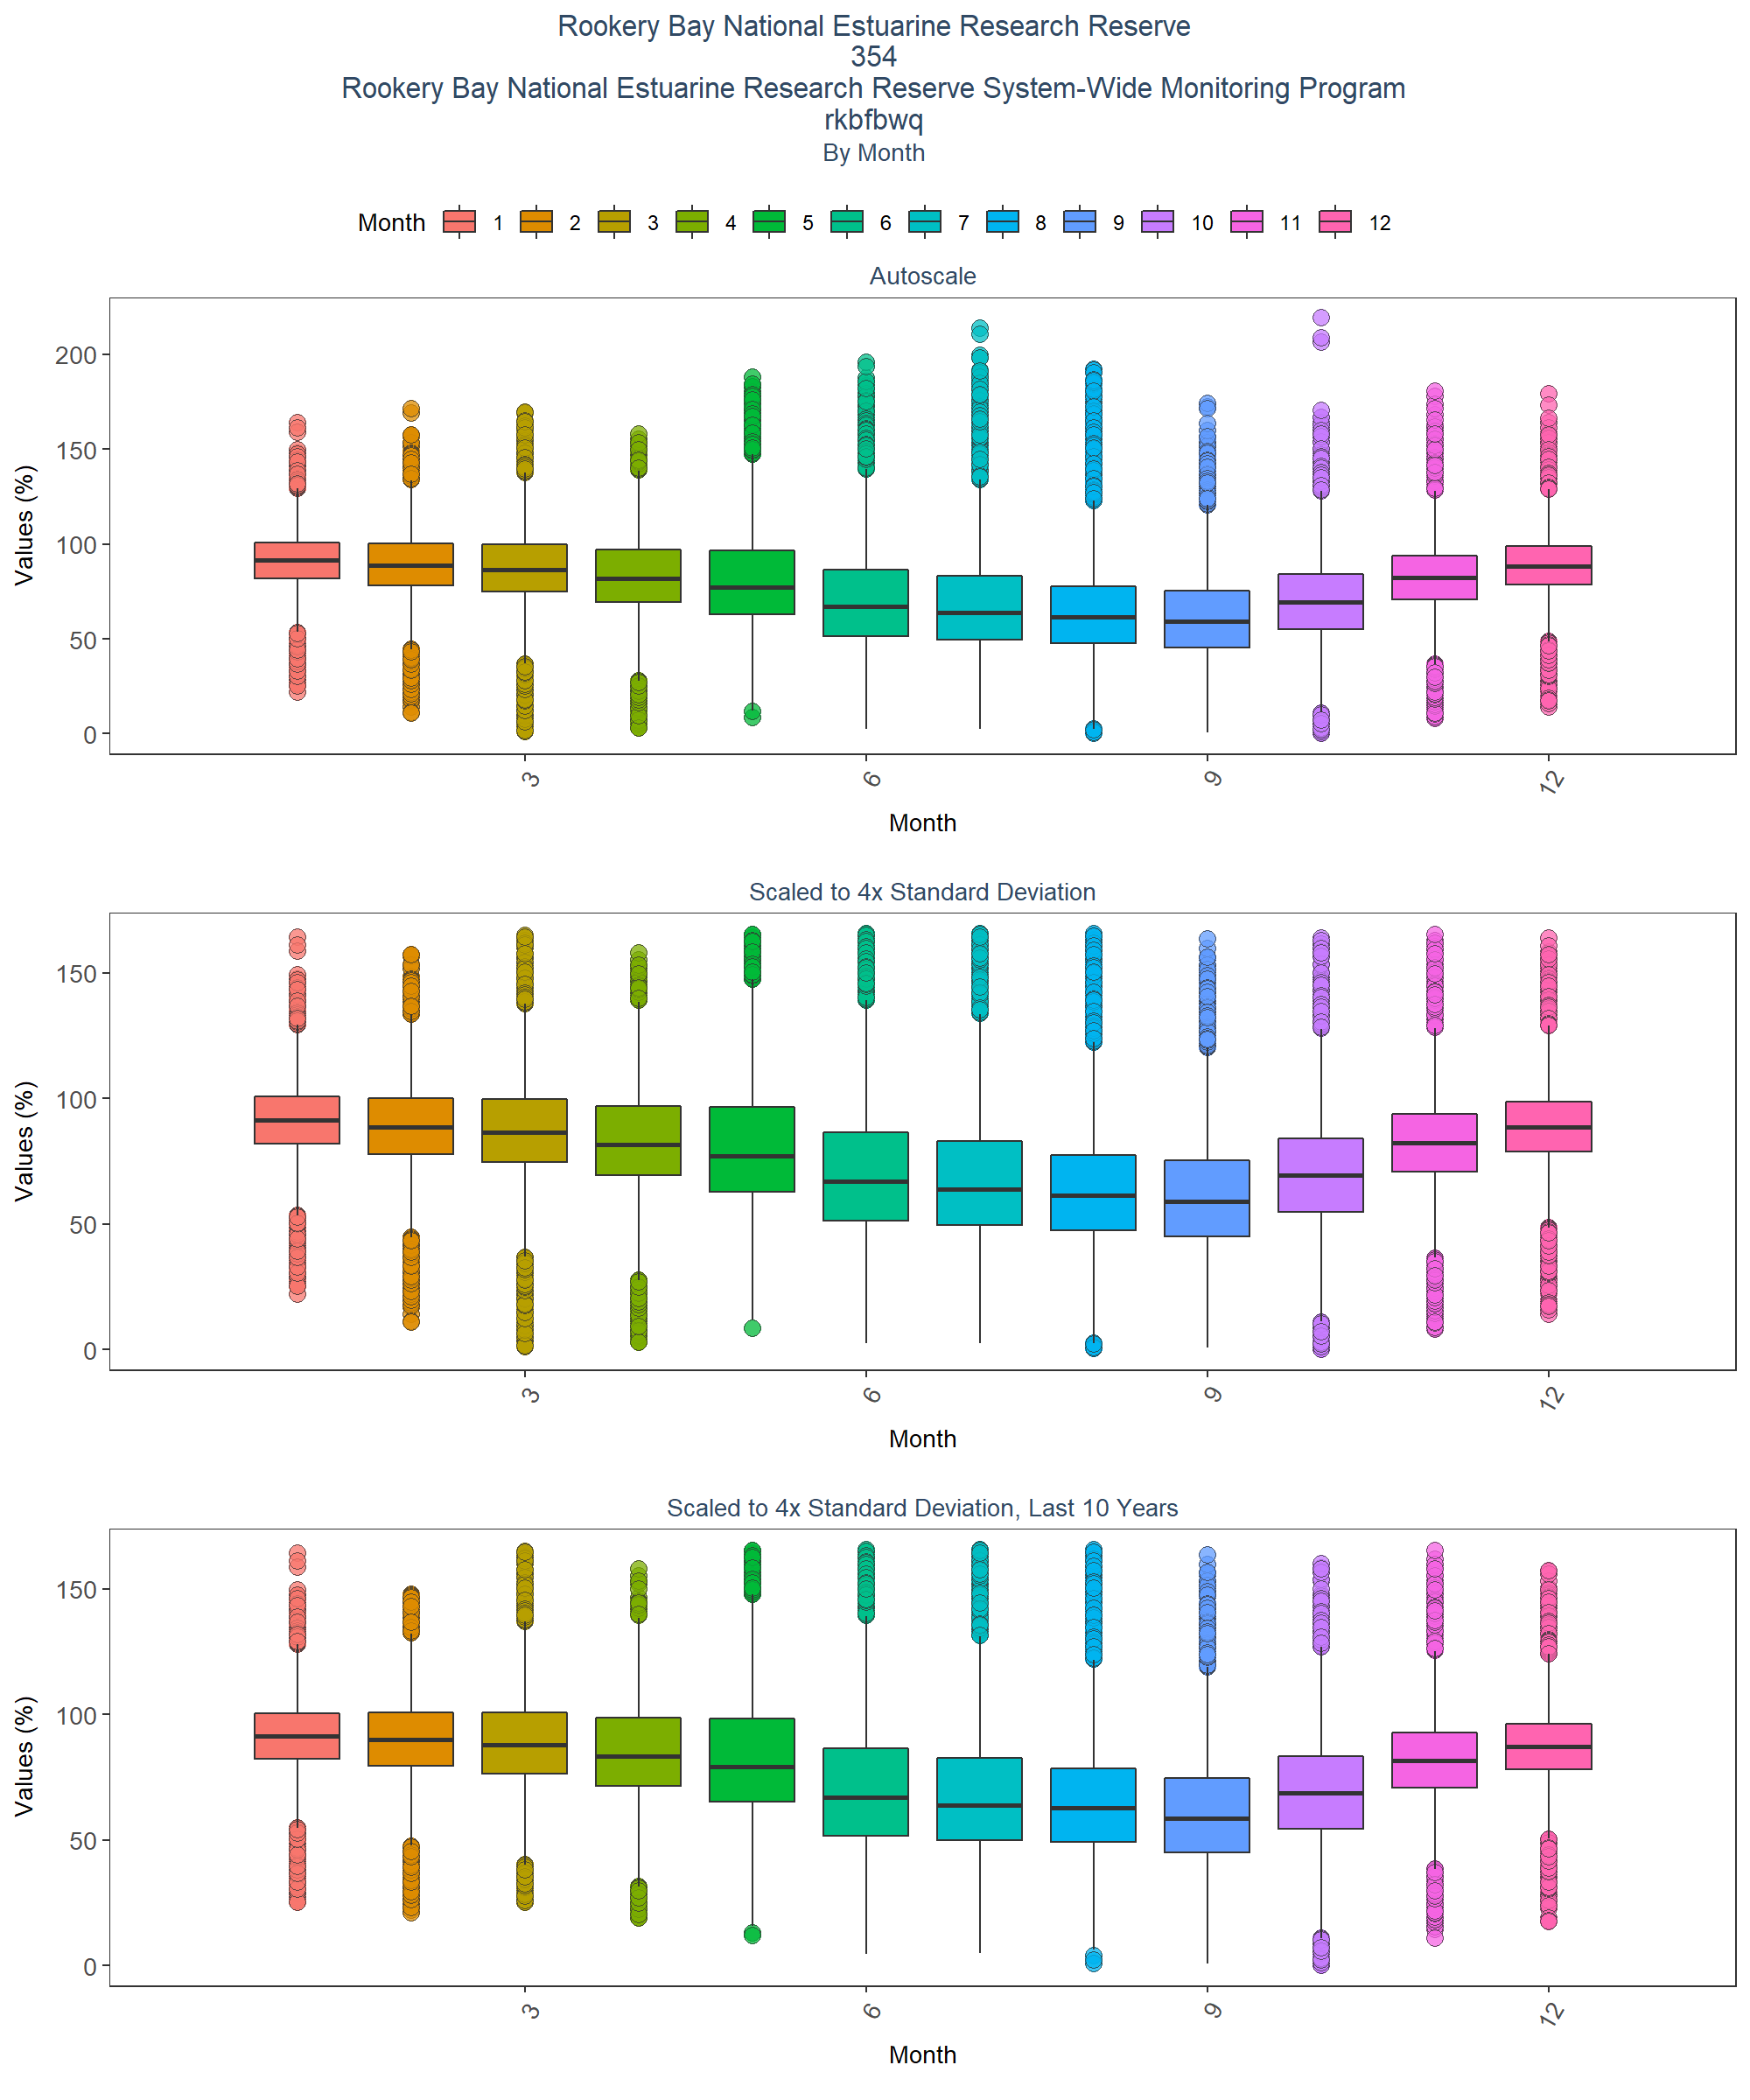 Rookery Bay National Estuarine Research Reserve
354
Rookery Bay National Estuarine Research Reserve System-Wide Monitoring Program
rkbfbwq
By Month
Month 1 2 3 4 5 6 7 8 9 10 11 12
Autoscale
Values (%)
200
150
100
50
0
3 6 9 12
Month
Scaled to 4x Standard Deviation
Values (%)
150
100
50
0
3 6 9 12
Month
Scaled to 4x Standard Deviation, Last 10 Years
Values (%)
150
100
50
0
3 6 9 12
Month